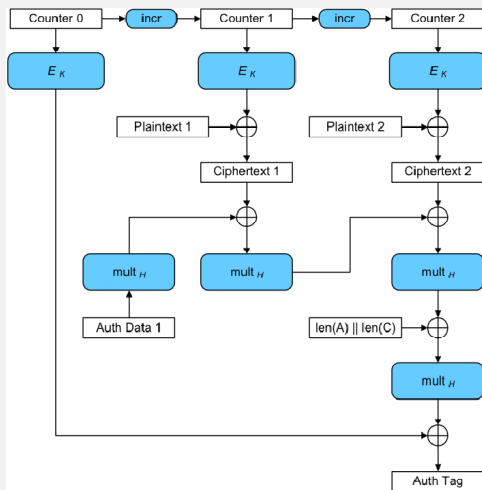 Counter 0
incr
Counter 1
incr
Counter 2
E K
E K
E K
Plaintext 1
Plaintext 2
Ciphertext 1
Ciphertext 2
mult H
mult H
mult H
Auth Data 1
len(A) || len(C)
mult H
Auth Tag